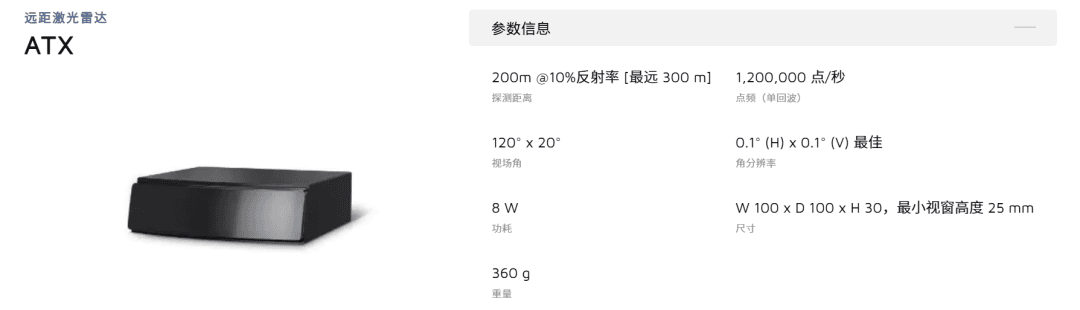 远距激光雷达
ATX
参数信息
200m @10%反射率 [最远 300 m]
探测距离
1,200,000 点/秒
点频（单回波）
120° x 20°
视场角
0.1° (H) x 0.1° (V) 最佳
角分辨率
8 W
功耗
W 100 x D 100 x H 30，最小视窗高度 25 mm
尺寸
360 g
重量